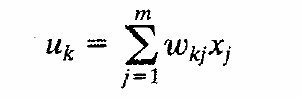 u_k = \sum_{j=1}^{m} w_{kj} x_j